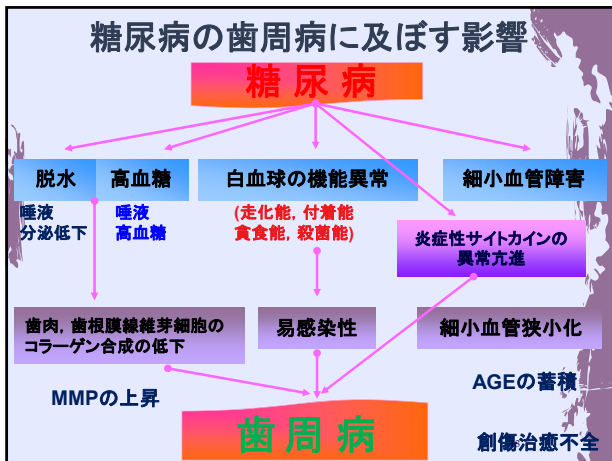 糖尿病の歯周病に及ぼす影響
糖尿病
脱水
高血糖
白血球の機能異常
細小血管障害
唾液
分泌低下
唾液
高血糖
(走化能，付着能
貪食能，殺菌能)
炎症性サイトカインの
異常亢進
歯肉，歯根膜線維芽細胞の
コラーゲン合成の低下
易感染性
細小血管狭小化
MMPの上昇
AGEの蓄積
歯周病
創傷治癒不全